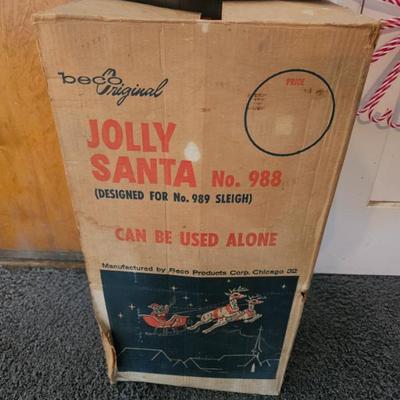 beco Original
PRICE
JOLLY
SANTA No. 988
(DESIGNED FOR No. 989 SLEIGH)
CAN BE USED ALONE
Manufactured by Beco Products Corp. Chicago 32